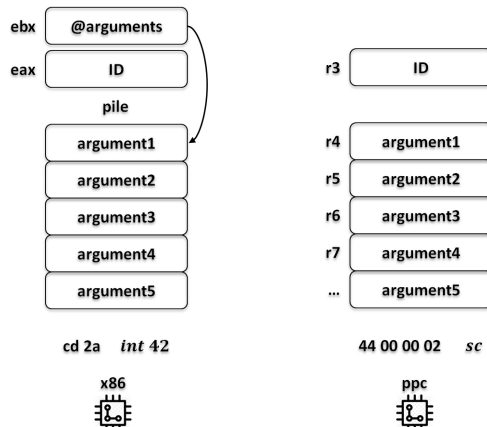 ebx @arguments
eax ID
pile
argument1
argument2
argument3
argument4
argument5
cd 2a int 42
x86
r3 ID
r4 argument1
r5 argument2
r6 argument3
r7 argument4
... argument5
44 00 00 02 sc
ppc